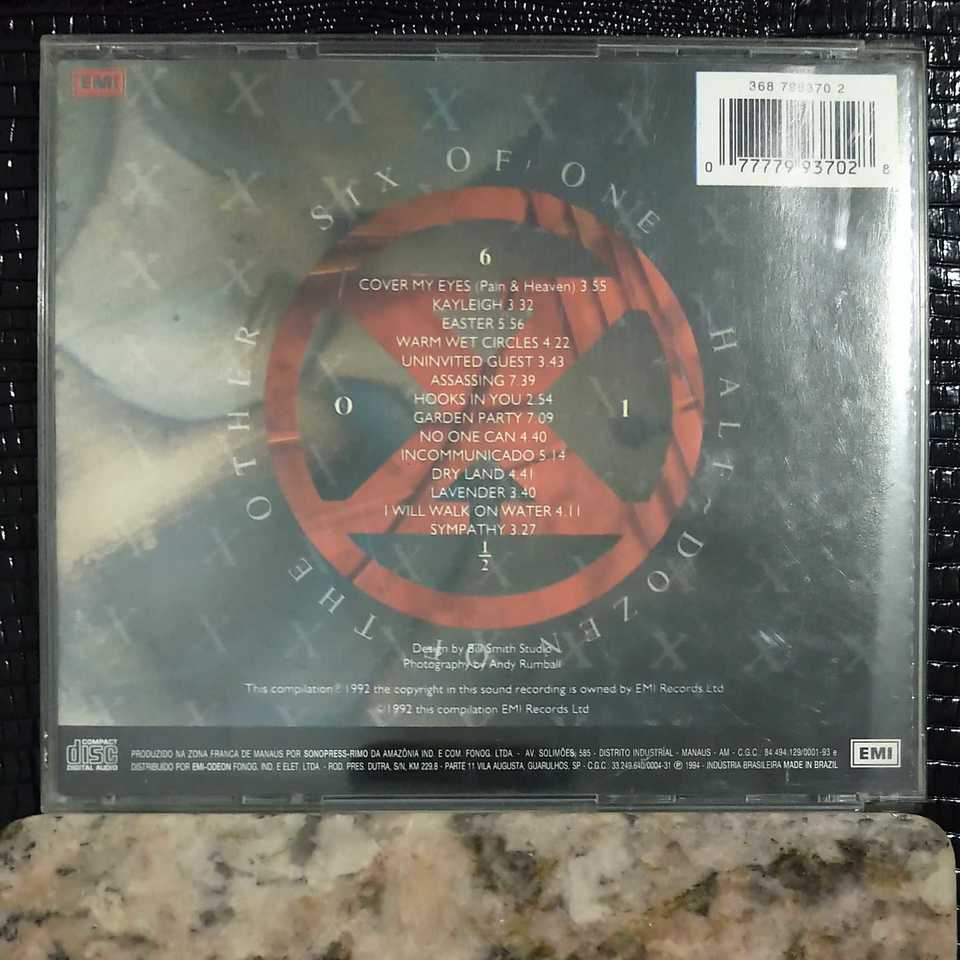 EMI
368 799370 2
0 77779 93702 8
SIX OF ONE HALF-DOZEN OF THE OTHER
6
COVER MY EYES (Pain & Heaven) 3.55
KAYLEIGH 3.32
EASTER 5.56
WARM WET CIRCLES 4.22
UNINVITED GUEST 3.43
ASSASSING 7.39
HOOKS IN YOU 2.54
GARDEN PARTY 7.09
NO ONE CAN 4.40
INCOMMUNICADO 5.14
DRY LAND 4.41
LAVENDER 3.40
I WILL WALK ON WATER 4.11
SYMPATHY 3.27
0
1
1/2
Design by Bill Smith Studio
Photography by Andy Rumball
This compilation ℗ 1992 the copyright in this sound recording is owned by EMI Records Ltd
©1992 this compilation EMI Records Ltd
COMPACT
disc
DIGITAL AUDIO
PRODUZIDO NA ZONA FRANCA DE MANAUS POR SONOPRESS-RIMO DA AMAZÔNIA IND. E COM. FONOG. LTDA. - AV. SOLIMÕES, 585 - DISTRITO INDUSTRIAL - MANAUS - AM - C.G.C. 84 494.129/0001-93 e
DISTRIBUIDO POR EMI-ODEON FONOG. IND. E ELET. LTDA. - ROD. PRES. DUTRA, S/N, KM 229.8 - PARTE 11 VILA AUGUSTA, GUARULHOS, SP - C.G.C. 33.249.640/0004-31 ℗ 1994 - INDÚSTRIA BRASILEIRA MADE IN BRAZIL
EMI